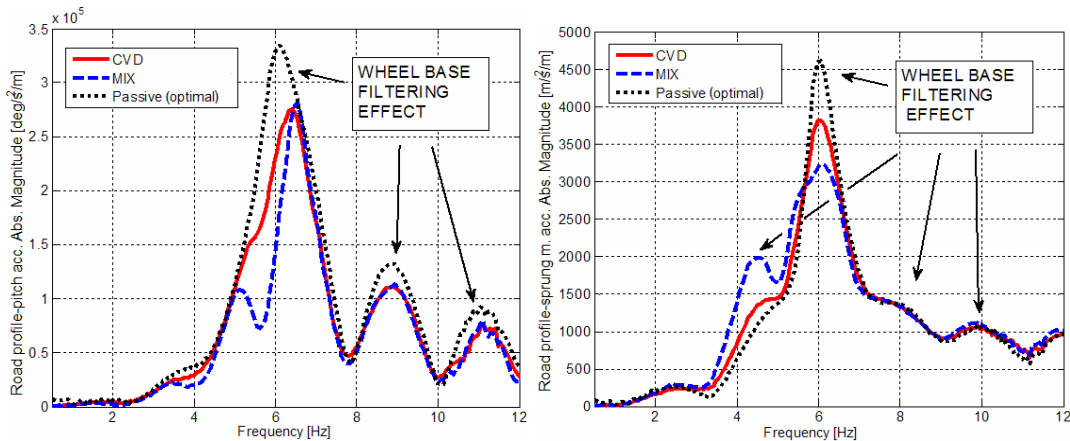 x 10^5
3.5
3
2.5
2
1.5
1
0.5
0
2 4 6 8 10 12
Frequency [Hz]
Road profile-pitch acc. Abs. Magnitude [deg/s²/m]
CVD
MIX
Passive (optimal)
WHEEL BASE
FILTERING
EFFECT
5000
4500
4000
3500
3000
2500
2000
1500
1000
500
0
2 4 6 8 10 12
Frequency [Hz]
Road profile-sprung m. acc. Abs. Magnitude [m/s²/m]
CVD
MIX
Passive (optimal)
WHEEL BASE
FILTERING
EFFECT